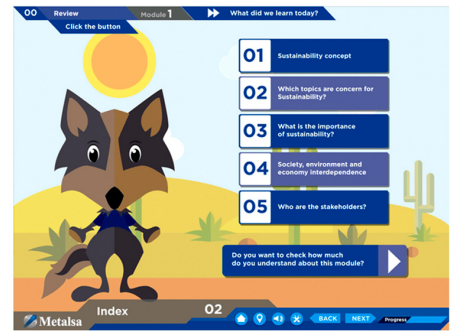 00 Review Module 1 What did we learn today?
Click the button
01 Sustainability concept
02 Which topics are concern for
Sustainability?
03 What is the importance
of sustainability?
04 Society, environment and
economy interdependence
05 Who are the stakeholders?
Do you want to check how much
do you understand about this module?
Metalsa Index 02 BACK NEXT Progress